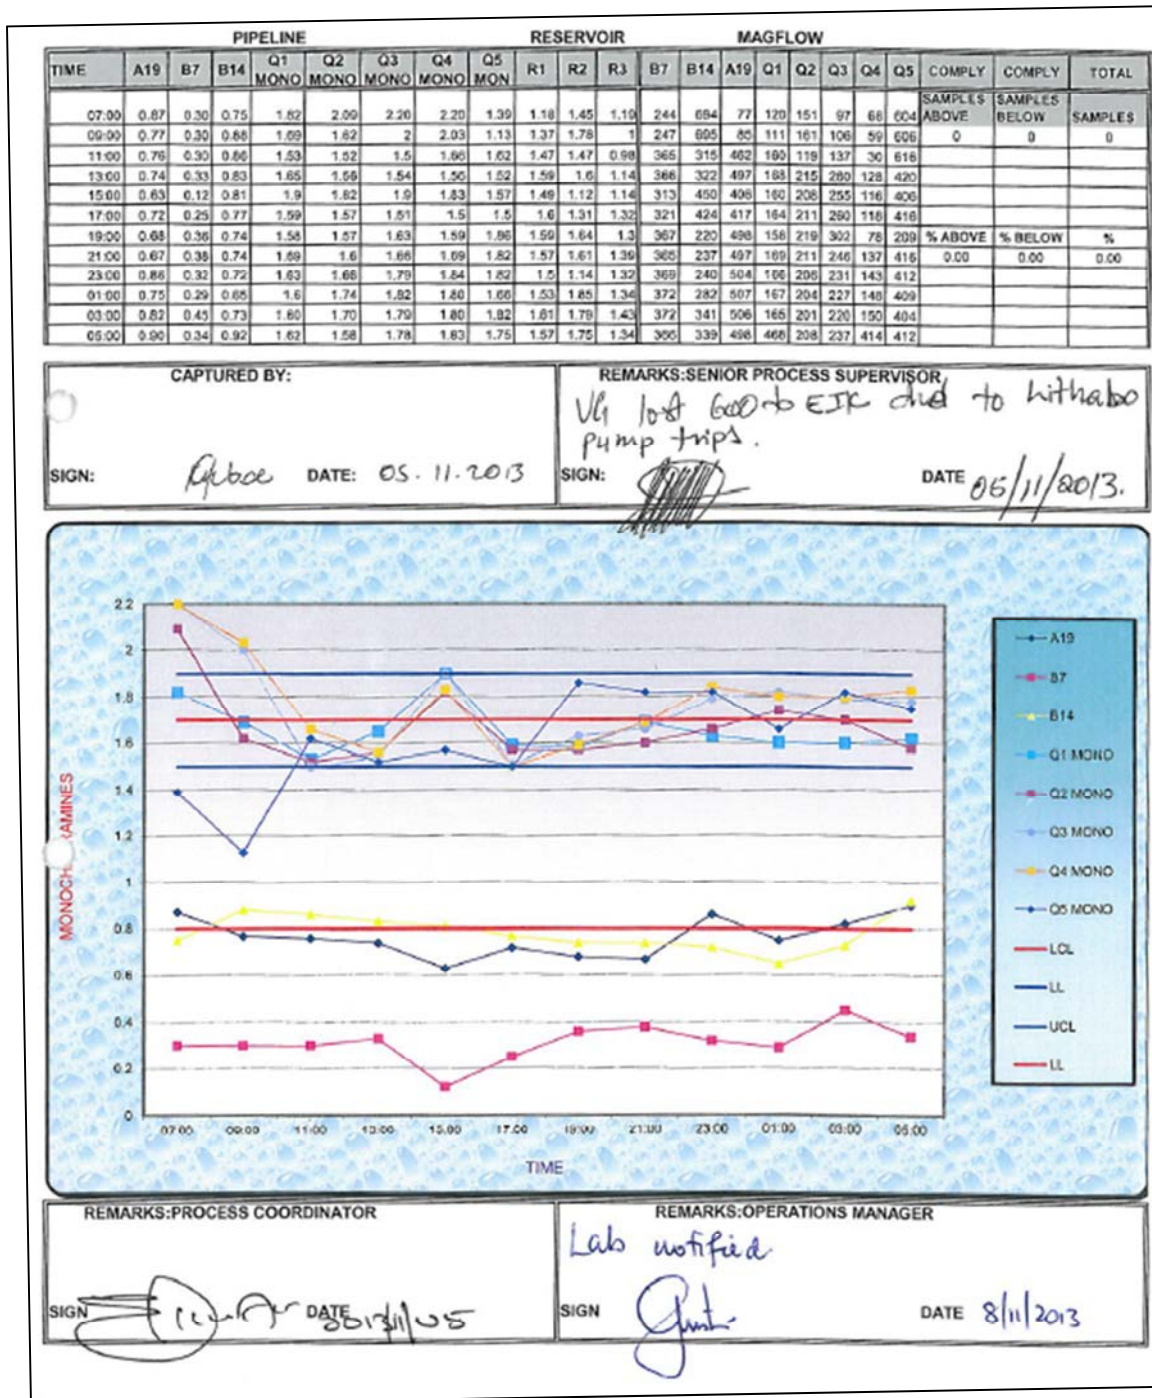 PIPELINE RESERVOIR MAGFLOW
TIME A19 B7 B14 Q1 MONO Q2 MONO Q3 MONO Q4 MONO Q5 MON R1 R2 R3 B7 B14 A19 Q1 Q2 Q3 Q4 Q5 COMPLY COMPLY TOTAL
SAMPLES ABOVE SAMPLES BELOW SAMPLES
07:00 0.87 0.30 0.75 1.82 2.09 2.20 2.20 1.39 1.18 1.45 1.19 244 694 77 120 151 97 68 604
09:00 0.77 0.30 0.88 1.69 1.62 2 2.03 1.13 1.37 1.78 1 247 695 85 111 161 106 59 606 0 0 0
11:00 0.76 0.30 0.86 1.53 1.52 1.5 1.66 1.62 1.47 1.47 0.98 365 315 462 160 119 137 30 616
13:00 0.74 0.33 0.83 1.65 1.56 1.54 1.56 1.52 1.59 1.6 1.14 366 322 497 168 215 260 128 420
15:00 0.63 0.12 0.81 1.9 1.82 1.9 1.83 1.57 1.49 1.12 1.14 313 450 406 160 208 255 116 406
17:00 0.72 0.25 0.77 1.59 1.57 1.51 1.5 1.5 1.6 1.31 1.32 321 424 417 164 211 260 118 416
19:00 0.68 0.36 0.74 1.58 1.57 1.63 1.59 1.86 1.59 1.64 1.3 367 220 498 158 219 302 78 209 % ABOVE % BELOW %
21:00 0.67 0.38 0.74 1.69 1.6 1.66 1.69 1.82 1.57 1.61 1.39 366 237 497 169 211 246 137 416 0.00 0.00 0.00
23:00 0.86 0.32 0.72 1.63 1.66 1.79 1.84 1.82 1.5 1.14 1.32 369 240 504 166 206 231 143 412
01:00 0.75 0.29 0.65 1.6 1.74 1.82 1.80 1.66 1.53 1.85 1.34 372 282 507 167 204 227 148 409
03:00 0.82 0.45 0.73 1.60 1.70 1.79 1.80 1.82 1.61 1.79 1.43 372 341 506 165 201 220 150 404
05:00 0.90 0.34 0.92 1.62 1.58 1.78 1.83 1.75 1.57 1.75 1.34 366 339 498 468 208 237 414 412
CAPTURED BY:
SIGN: DATE: 05.11.2013
REMARKS:SENIOR PROCESS SUPERVISOR
VG lost to due to Lithabo
pump trips.
SIGN: DATE 05/11/2013.
2.2
2
1.8
1.6
1.4
1.2
1
0.8
0.6
0.4
0.2
0
07:00 09:00 11:00 13:00 15:00 17:00 19:00 21:00 23:00 01:00 03:00 05:00
TIME
A19
B7
B14
Q1 MONO
Q2 MONO
Q3 MONO
Q4 MONO
Q5 MONO
LCL
LL
UCL
LL
REMARKS:PROCESS COORDINATOR
SIGN DATE 2013/11/05
REMARKS:OPERATIONS MANAGER
Lab notified
SIGN DATE 8/11/2013